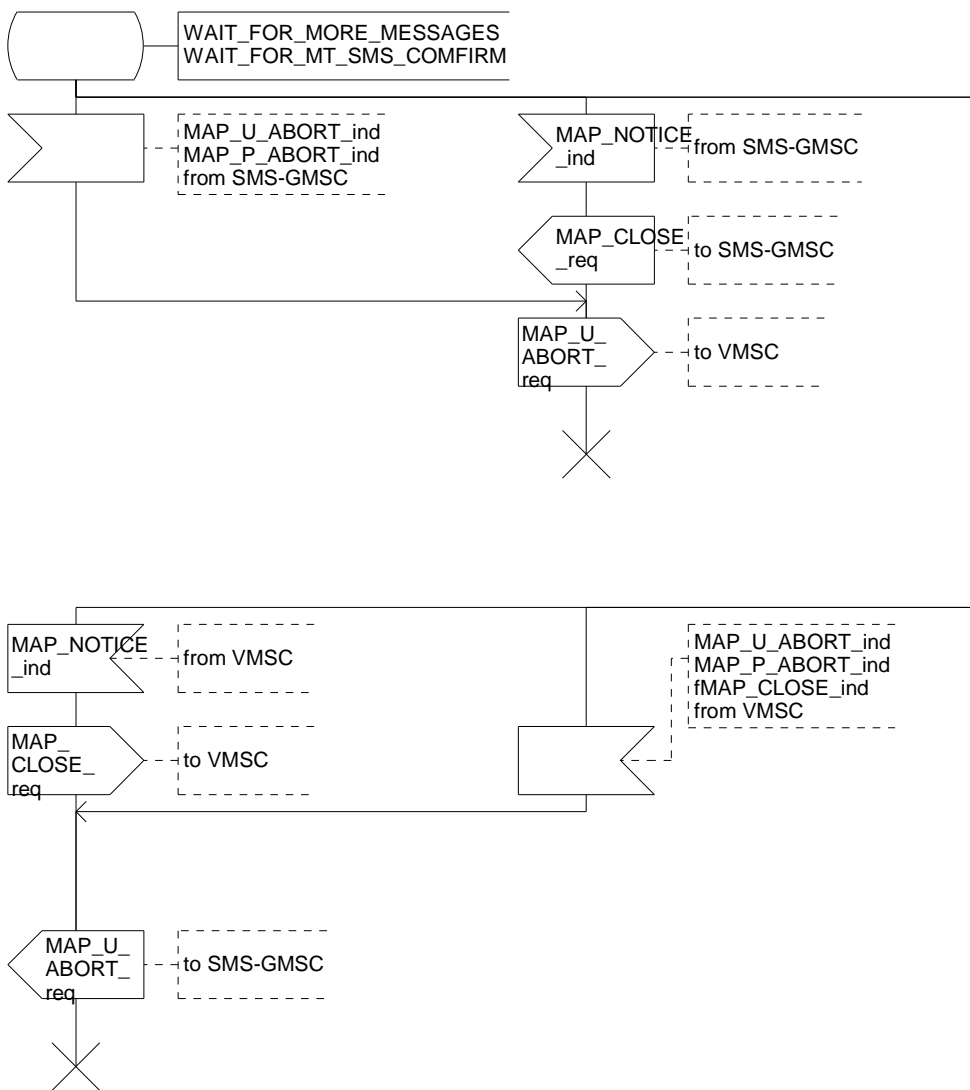 WAIT_FOR_MORE_MESSAGES
WAIT_FOR_MT_SMS_COMFIRM
MAP_U_ABORT_ind
MAP_P_ABORT_ind
from SMS-GMSC
MAP_NOTICE
_ind
from SMS-GMSC
MAP_CLOSE
_req
to SMS-GMSC
MAP_U_
ABORT_
req
to VMSC
MAP_NOTICE
_ind
from VMSC
MAP_U_ABORT_ind
MAP_P_ABORT_ind
fMAP_CLOSE_ind
from VMSC
MAP_
CLOSE_
req
to VMSC
MAP_U_
ABORT_
req
to SMS-GMSC